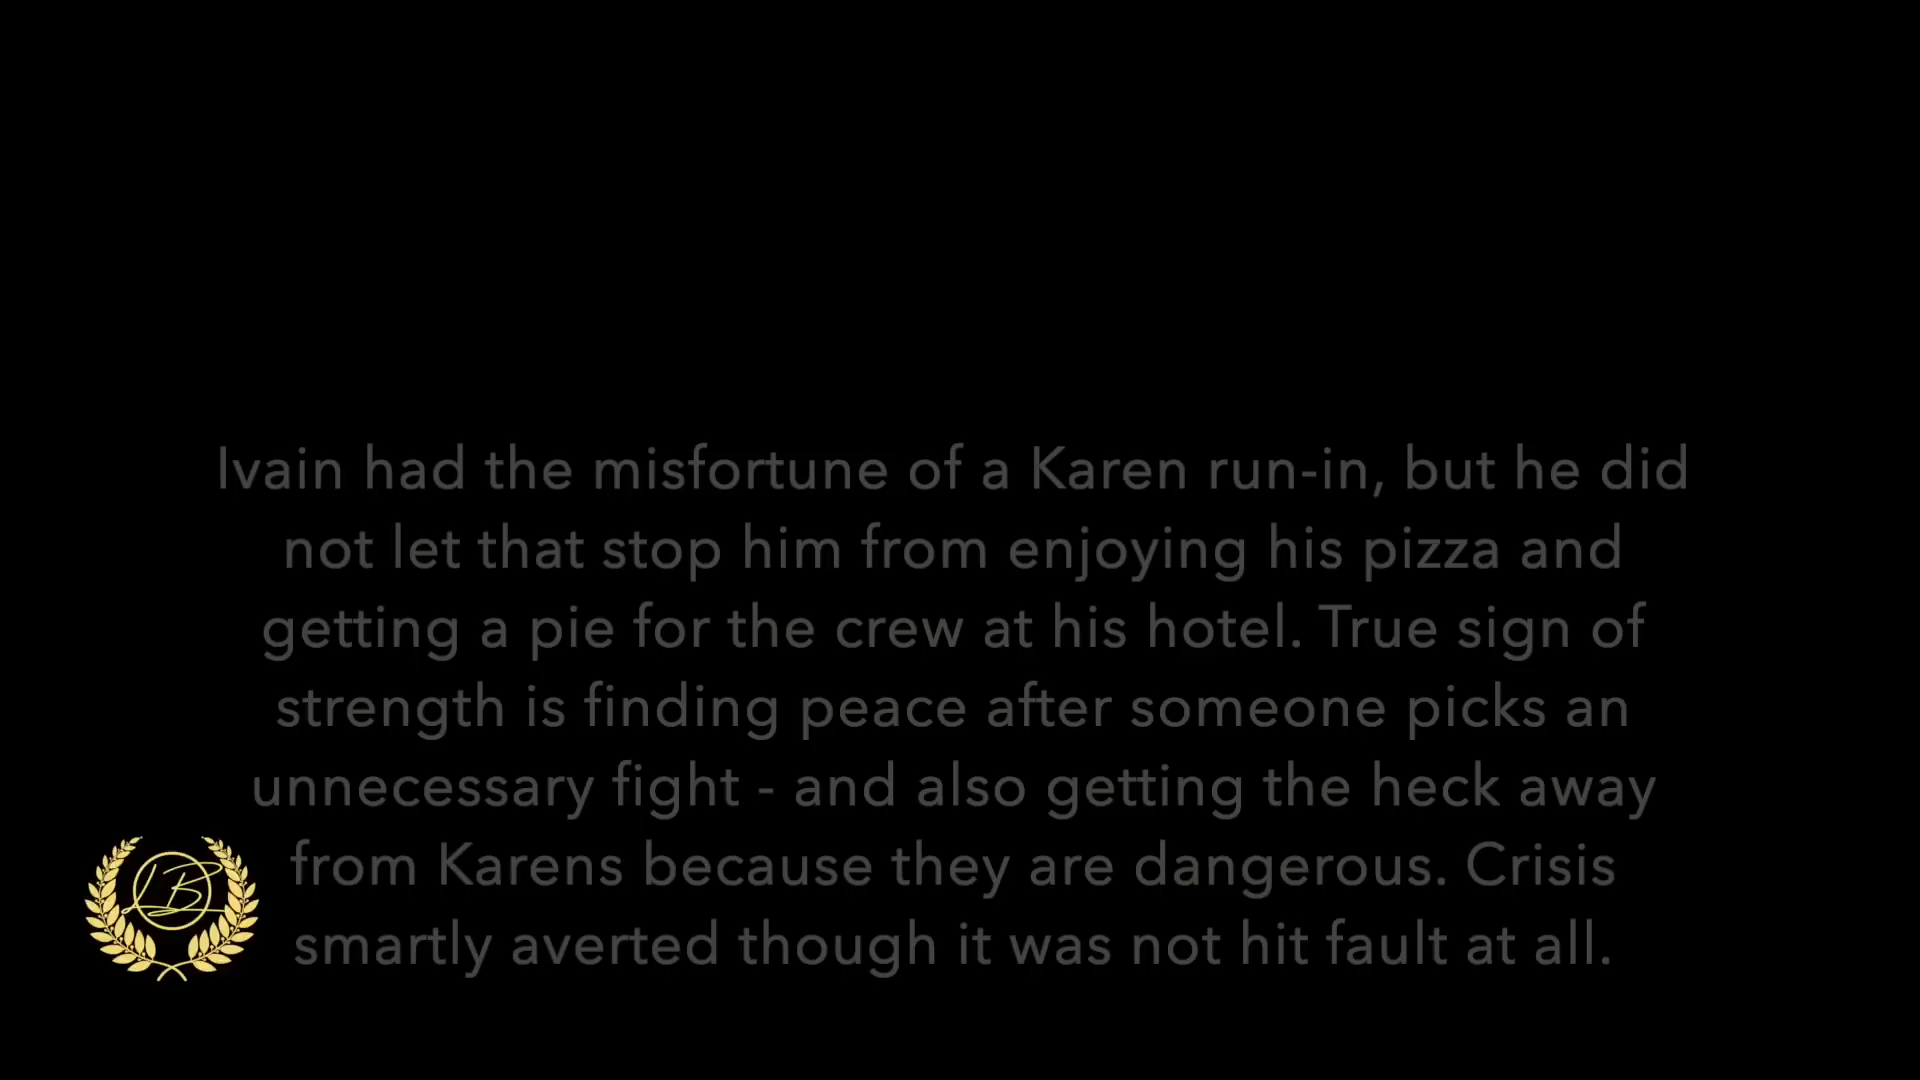 Ivain had the misfortune of a Karen run-in, but he did
not let that stop him from enjoying his pizza and
getting a pie for the crew at his hotel. True sign of
strength is finding peace after someone picks an
unnecessary fight - and also getting the heck away
from Karens because they are dangerous. Crisis
smartly averted though it was not hit fault at all.
LB